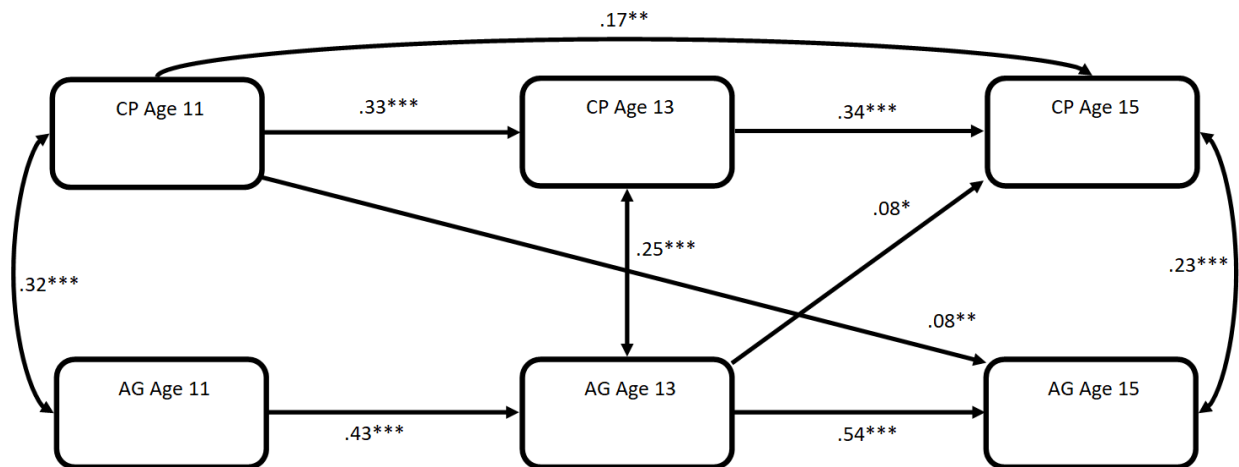 .17**
CP Age 11
.33***
CP Age 13
.34***
CP Age 15
.32***
.25***
.08*
.23***
.08**
AG Age 11
.43***
AG Age 13
.54***
AG Age 15